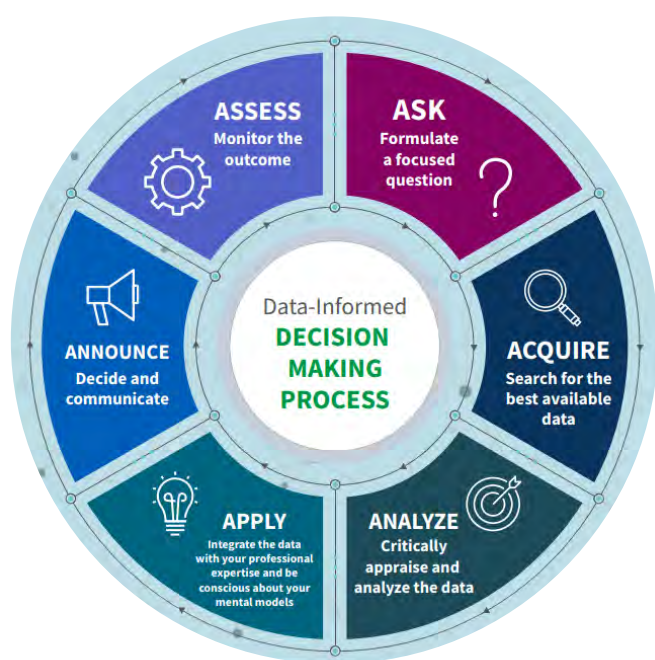 Data-Informed
DECISION
MAKING
PROCESS
ASK
Formulate
a focused
question
ACQUIRE
Search for the
best available
data
ANALYZE
Critically
appraise and
analyze the data
APPLY
Integrate the data
with your professional
expertise and be
conscious about your
mental models
ANNOUNCE
Decide and
communicate
ASSESS
Monitor the
outcome